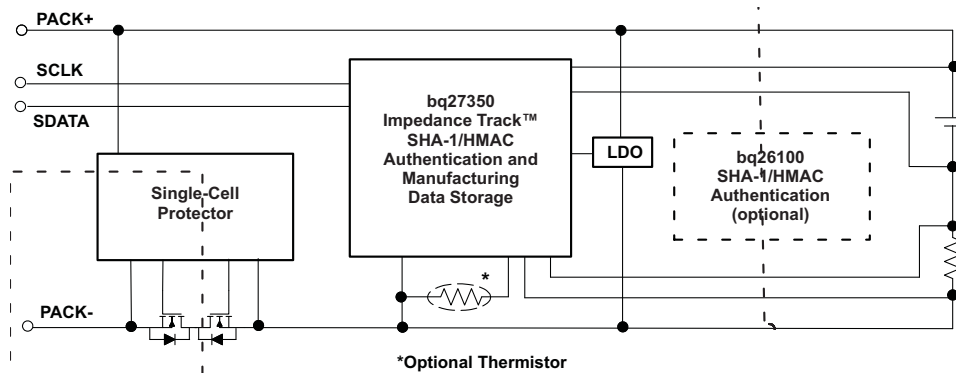 PACK+
SCLK
SDATA
bq27350
Impedance Track™
SHA-1/HMAC
Authentication and
Manufacturing
Data Storage
LDO
bq26100
SHA-1/HMAC
Authentication
(optional)
Single-Cell
Protector
*
PACK-
*Optional Thermistor